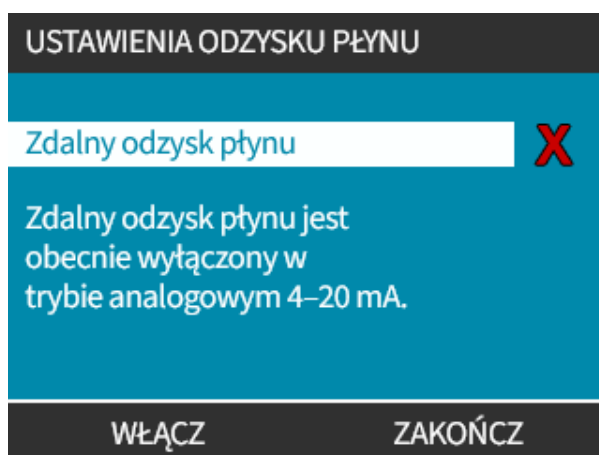 USTAWIENIA ODZYSKU PŁYNU
Zdalny odzysk płynu
Zdalny odzysk płynu jest
obecnie wyłączony w
trybie analogowym 4–20 mA.
WŁĄCZ ZAKOŃCZ